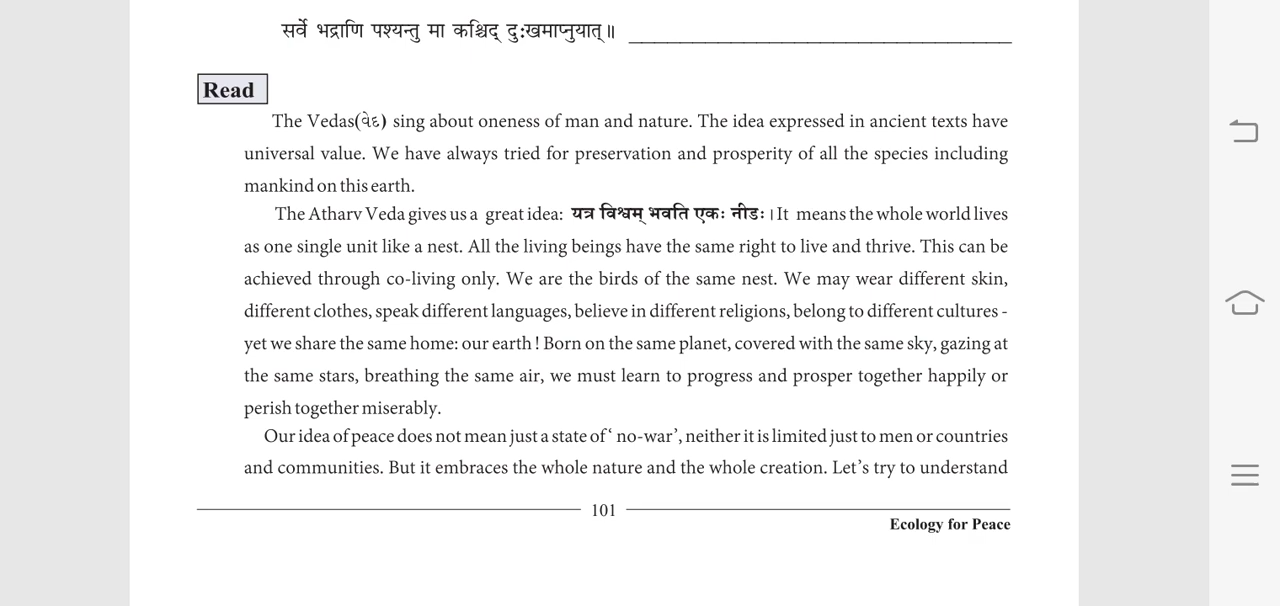 सर्वे भद्राणि पश्यन्तु मा कश्चिद् दुःखमाप्नुयात्॥ ____________________
Read
The Vedas(વેદ) sing about oneness of man and nature. The idea expressed in ancient texts have
universal value. We have always tried for preservation and prosperity of all the species including
mankind on this earth.
The Atharv Veda gives us a great idea: यत्र विश्वम् भवति एकः नीडः । It means the whole world lives
as one single unit like a nest. All the living beings have the same right to live and thrive. This can be
achieved through co-living only. We are the birds of the same nest. We may wear different skin,
different clothes, speak different languages, believe in different religions, belong to different cultures -
yet we share the same home: our earth ! Born on the same planet, covered with the same sky, gazing at
the same stars, breathing the same air, we must learn to progress and prosper together happily or
perish together miserably.
Our idea of peace does not mean just a state of ‘ no-war’, neither it is limited just to men or countries
and communities. But it embraces the whole nature and the whole creation. Let’s try to understand
101
Ecology for Peace